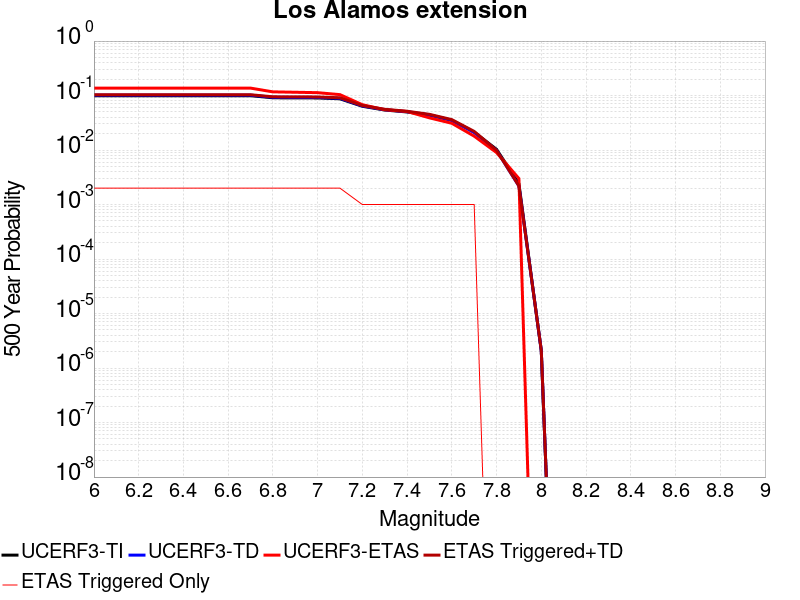 Los Alamos extension
500 Year Probability
10^0
10^-1
10^-2
10^-3
10^-4
10^-5
10^-6
10^-7
10^-8
6 6.2 6.4 6.6 6.8 7 7.2 7.4 7.6 7.8 8 8.2 8.4 8.6 8.8 9
Magnitude
UCERF3-TI UCERF3-TD UCERF3-ETAS ETAS Triggered+TD
ETAS Triggered Only